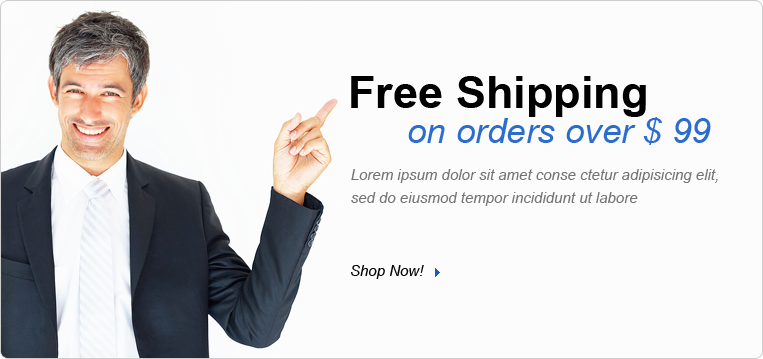 Free Shipping
on orders over $ 99
Lorem ipsum dolor sit amet conse ctetur adipisicing elit,
sed do eiusmod tempor incididunt ut labore
Shop Now!